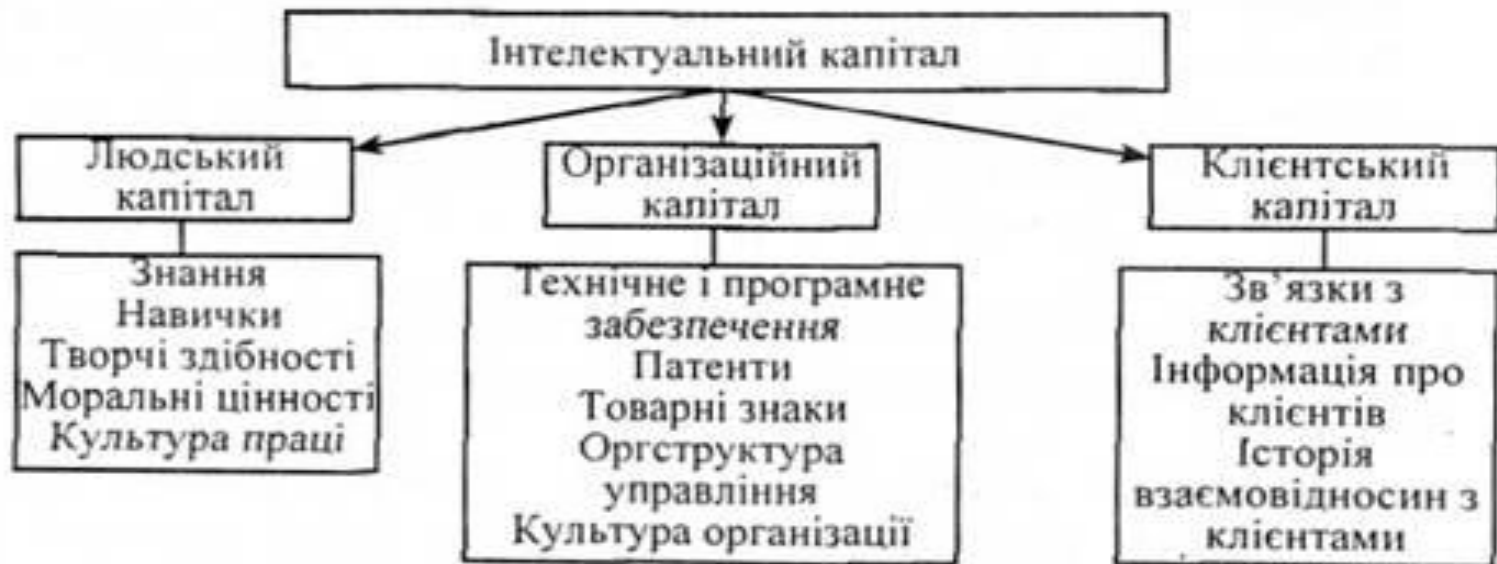 Інтелектуальний капітал
Людський
капітал
Знання
Навички
Творчі здібності
Моральні цінності
Культура праці
Організаційний
капітал
Технічне і програмне
забезпечення
Патенти
Товарні знаки
Оргструктура
управління
Культура організації
Клієнтський
капітал
Зв’язки з
клієнтами
Інформація про
клієнтів
Історія
взаємовідносин з
клієнтами